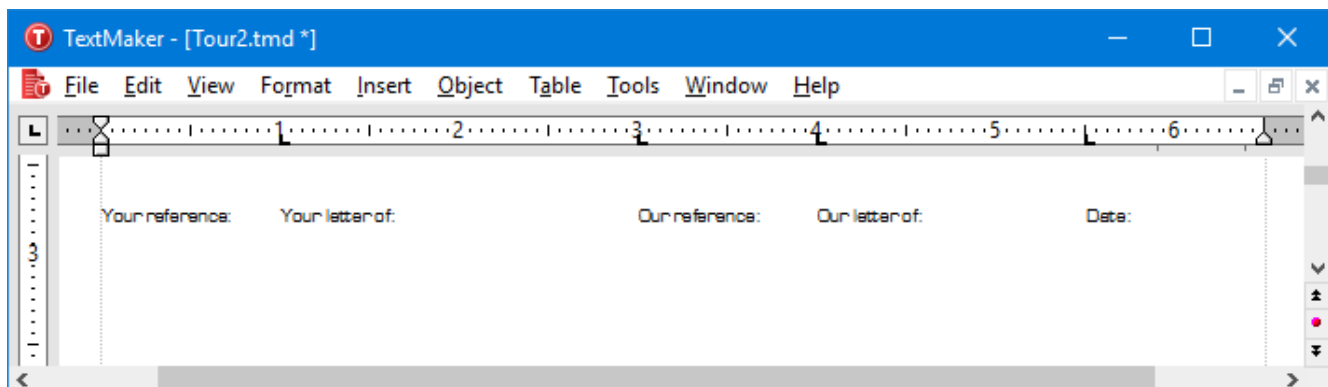 TextMaker - [Tour2.tmd *]
File Edit View Format Insert Object Table Tools Window Help
L 1 2 3 4 5 6
Your reference: Your letter of: Our reference: Our letter of: Date:
3